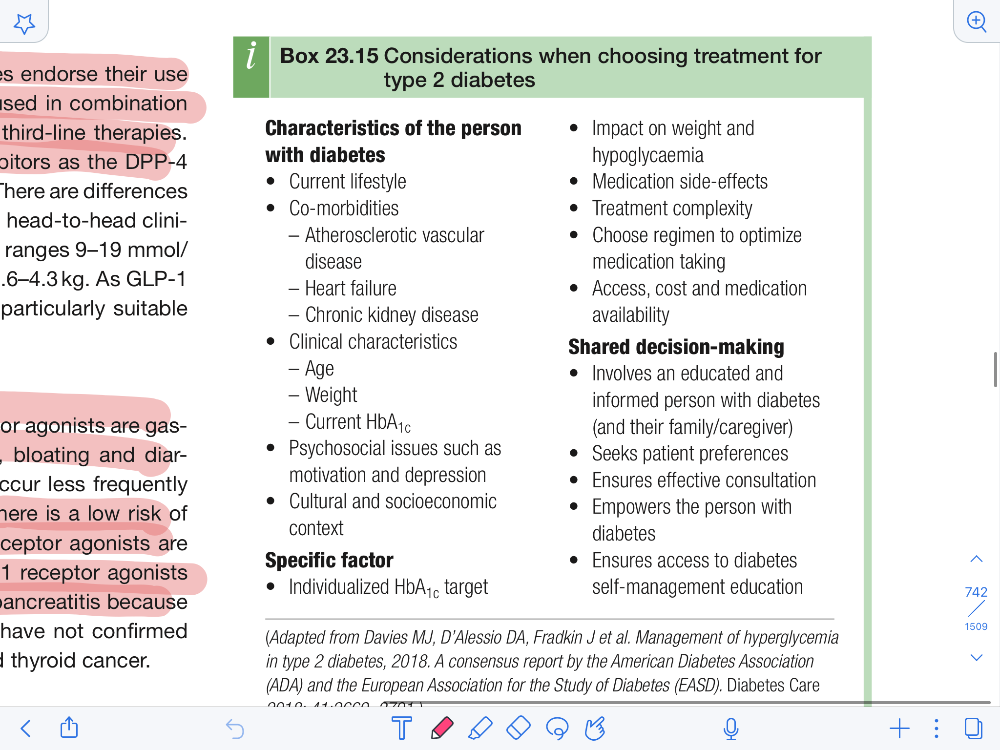 es endorse their use
used in combination
third-line therapies.
bitors as the DPP-4
There are differences
head-to-head clini-
ranges 9–19 mmol/
.6–4.3 kg. As GLP-1
particularly suitable
or agonists are gas-
, bloating and diar-
ccur less frequently
here is a low risk of
ceptor agonists are
1 receptor agonists
pancreatitis because
have not confirmed
d thyroid cancer.
i
Box 23.15 Considerations when choosing treatment for
type 2 diabetes
Characteristics of the person
with diabetes
• Current lifestyle
• Co-morbidities
– Atherosclerotic vascular
disease
– Heart failure
– Chronic kidney disease
• Clinical characteristics
– Age
– Weight
– Current HbA1c
• Psychosocial issues such as
motivation and depression
• Cultural and socioeconomic
context
Specific factor
• Individualized HbA1c target
• Impact on weight and
hypoglycaemia
• Medication side-effects
• Treatment complexity
• Choose regimen to optimize
medication taking
• Access, cost and medication
availability
Shared decision-making
• Involves an educated and
informed person with diabetes
(and their family/caregiver)
• Seeks patient preferences
• Ensures effective consultation
• Empowers the person with
diabetes
• Ensures access to diabetes
self-management education
(Adapted from Davies MJ, D’Alessio DA, Fradkin J et al. Management of hyperglycemia
in type 2 diabetes, 2018. A consensus report by the American Diabetes Association
(ADA) and the European Association for the Study of Diabetes (EASD). Diabetes Care
2018; 41:2669–2701.)
742
1509
T